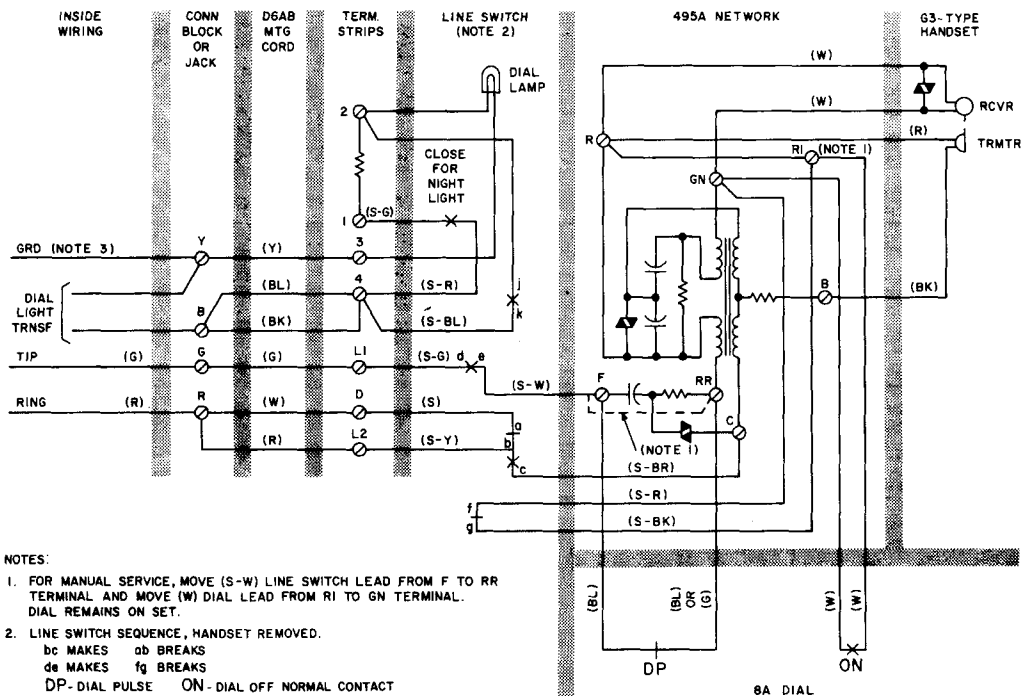 INSIDE WIRING
CONN BLOCK OR JACK
D6AB MTG CORD
TERM. STRIPS
LINE SWITCH (NOTE 2)
495A NETWORK
G3-TYPE HANDSET
DIAL LAMP
(W)
(W)
RCVR
2
R
(R)
TRMTR
R1 (NOTE 1)
CLOSE FOR NIGHT LIGHT
GN
1
(S-G)
GRD (NOTE 3)
Y
(Y)
3
DIAL LIGHT TRNSF
(BL)
4
(S-R)
j
k
B
(BK)
B
(BK)
(S-BL)
TIP
(G)
G
(G)
L1
(S-G)
d
e
(S-W)
F
RR
RING
(R)
R
(W)
D
(S)
a
C
(R)
L2
(S-Y)
b
c
(NOTE 1)
(S-BR)
(S-R)
f
g
(S-BK)
NOTES:
1. FOR MANUAL SERVICE, MOVE (S-W) LINE SWITCH LEAD FROM F TO RR
TERMINAL AND MOVE (W) DIAL LEAD FROM R1 TO GN TERMINAL.
DIAL REMAINS ON SET.
2. LINE SWITCH SEQUENCE, HANDSET REMOVED.
bc MAKES ab BREAKS
de MAKES fg BREAKS
DP-DIAL PULSE ON-DIAL OFF NORMAL CONTACT
(BL)
(BL) OR (G)
(W)
(W)
DP
ON
8A DIAL